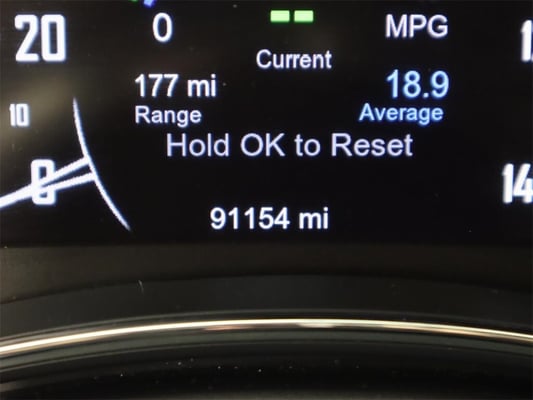 20
0
MPG
Current
177 mi
18.9
10
Range
Average
Hold OK to Reset
0
14
91154 mi